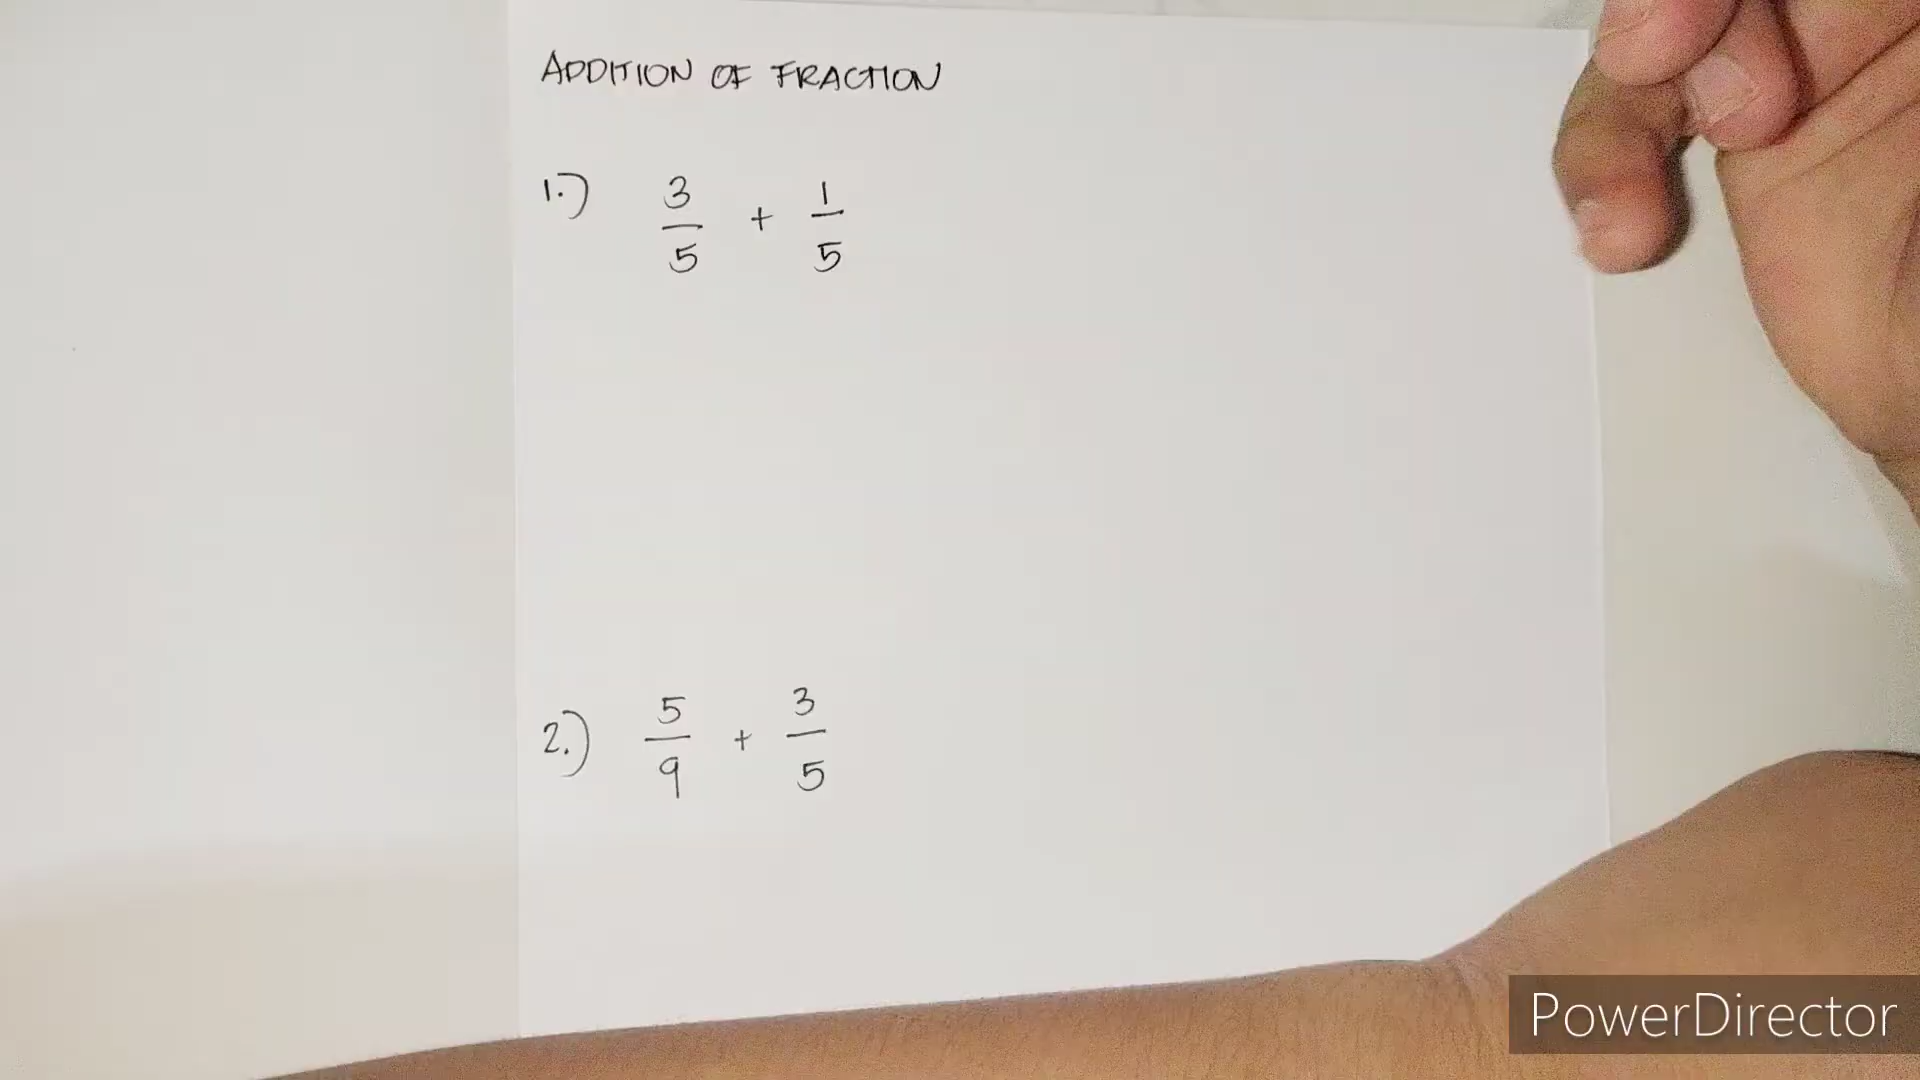 ADDITION OF FRACTION
1.) 3/5 + 1/5
2.) 5/9 + 3/5
PowerDirector